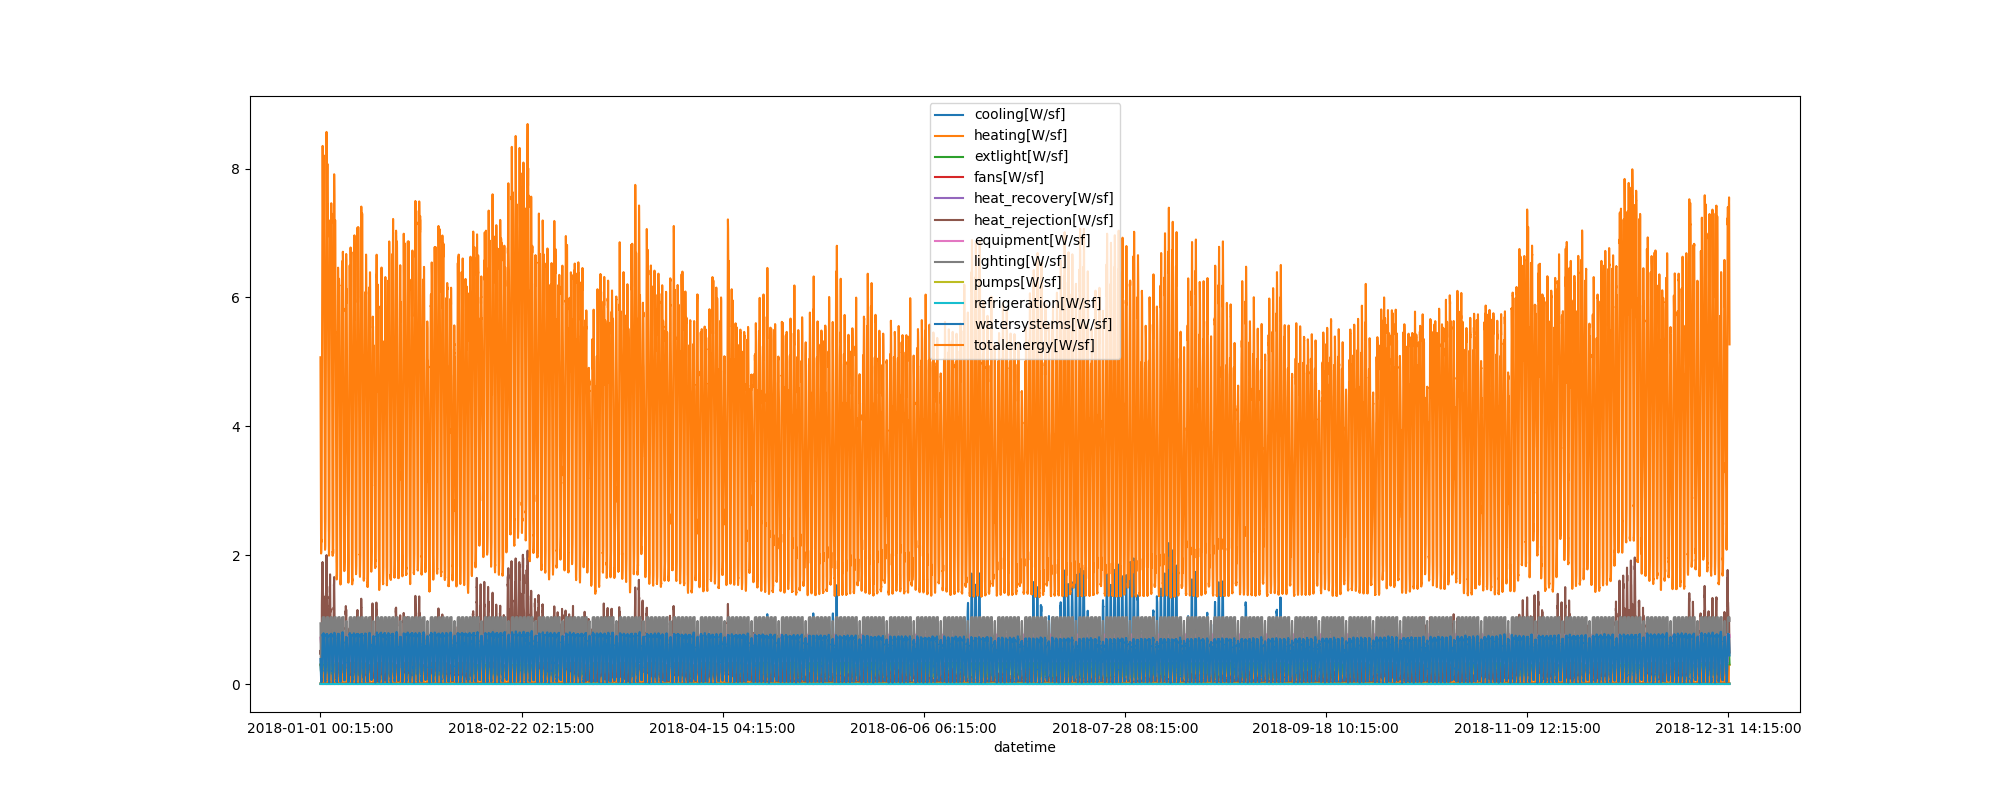 cooling[W/sf]
heating[W/sf]
extlight[W/sf]
fans[W/sf]
heat_recovery[W/sf]
heat_rejection[W/sf]
equipment[W/sf]
lighting[W/sf]
pumps[W/sf]
refrigeration[W/sf]
watersystems[W/sf]
totalenergy[W/sf]
8
6
4
2
0
2018-01-01 00:15:00 2018-02-22 02:15:00 2018-04-15 04:15:00 2018-06-06 06:15:00 2018-07-28 08:15:00 2018-09-18 10:15:00 2018-11-09 12:15:00 2018-12-31 14:15:00
datetime